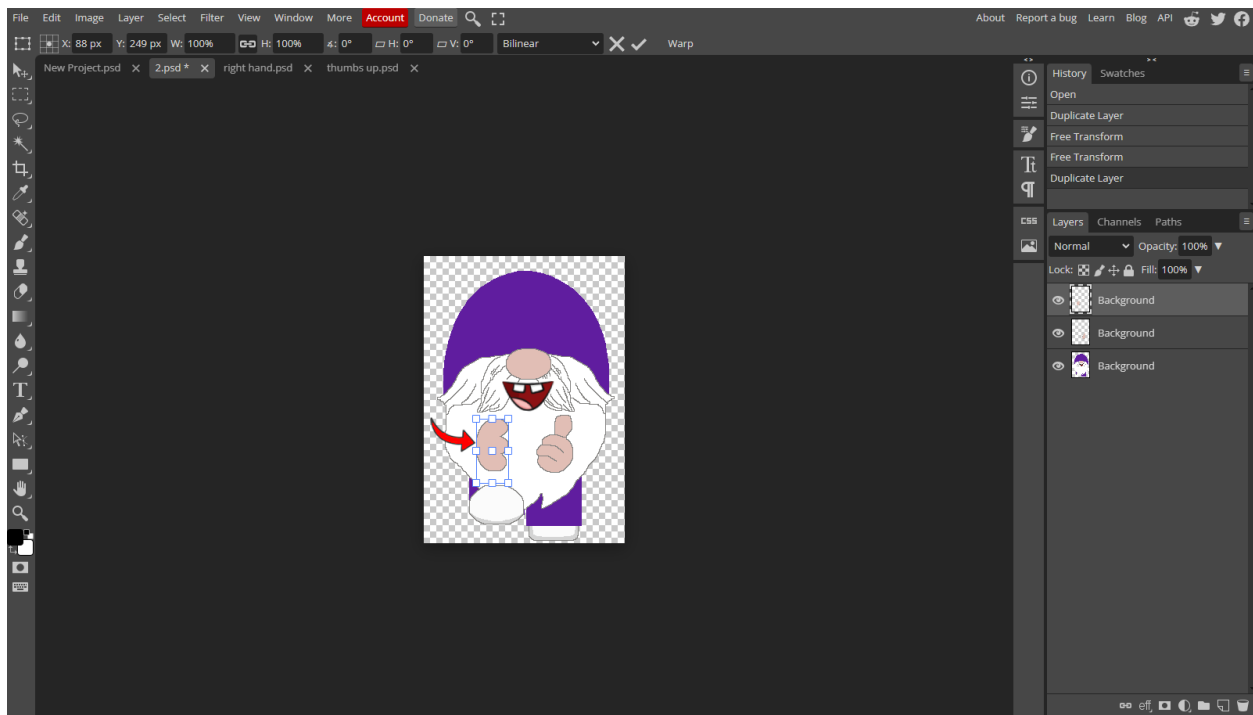 File Edit Image Layer Select Filter View Window More Account Donate About Report a bug Learn Blog API
X: 88 px Y: 249 px W: 100% H: 100% ∡: 0° H: 0° V: 0° Bilinear Warp
New Project.psd 2.psd * right hand.psd thumbs up.psd
History Swatches
Open
Duplicate Layer
Free Transform
Free Transform
Duplicate Layer
CSS
Layers Channels Paths
Normal Opacity: 100%
Lock: Fill: 100%
Background
Background
Background
eff